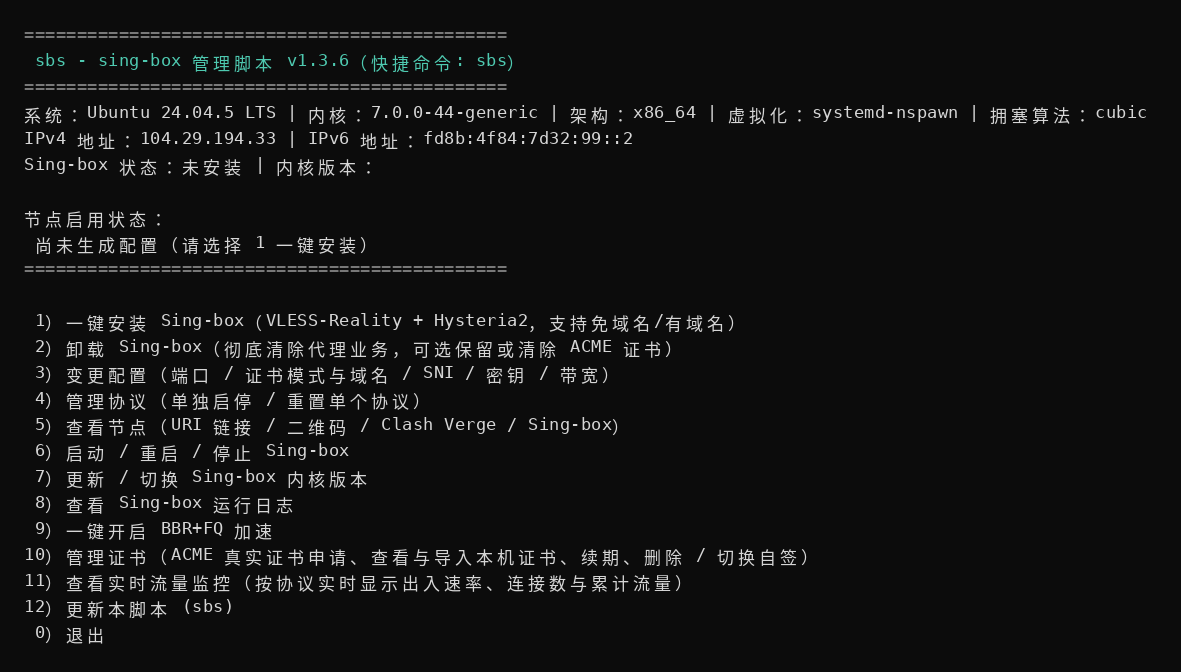 ==============================================
 sbs - sing-box 管理脚本 v1.3.6（快捷命令: sbs）
==============================================
系统：Ubuntu 24.04.5 LTS | 内核：7.0.0-44-generic | 架构：x86_64 | 虚拟化：systemd-nspawn | 拥塞算法：cubic
IPv4 地址：104.29.194.33 | IPv6 地址：fd8b:4f84:7d32:99::2
Sing-box 状态：未安装 | 内核版本：

节点启用状态：
 尚未生成配置（请选择 1 一键安装）
==============================================

 1）一键安装 Sing-box（VLESS-Reality + Hysteria2，支持免域名/有域名）
 2）卸载 Sing-box（彻底清除代理业务，可选保留或清除 ACME 证书）
 3）变更配置（端口 / 证书模式与域名 / SNI / 密钥 / 带宽）
 4）管理协议（单独启停 / 重置单个协议）
 5）查看节点（URI 链接 / 二维码 / Clash Verge / Sing-box）
 6）启动 / 重启 / 停止 Sing-box
 7）更新 / 切换 Sing-box 内核版本
 8）查看 Sing-box 运行日志
 9）一键开启 BBR+FQ 加速
10）管理证书（ACME 真实证书申请、查看与导入本机证书、续期、删除 / 切换自签）
11）查看实时流量监控（按协议实时显示出入速率、连接数与累计流量）
12）更新本脚本 (sbs)
 0）退出